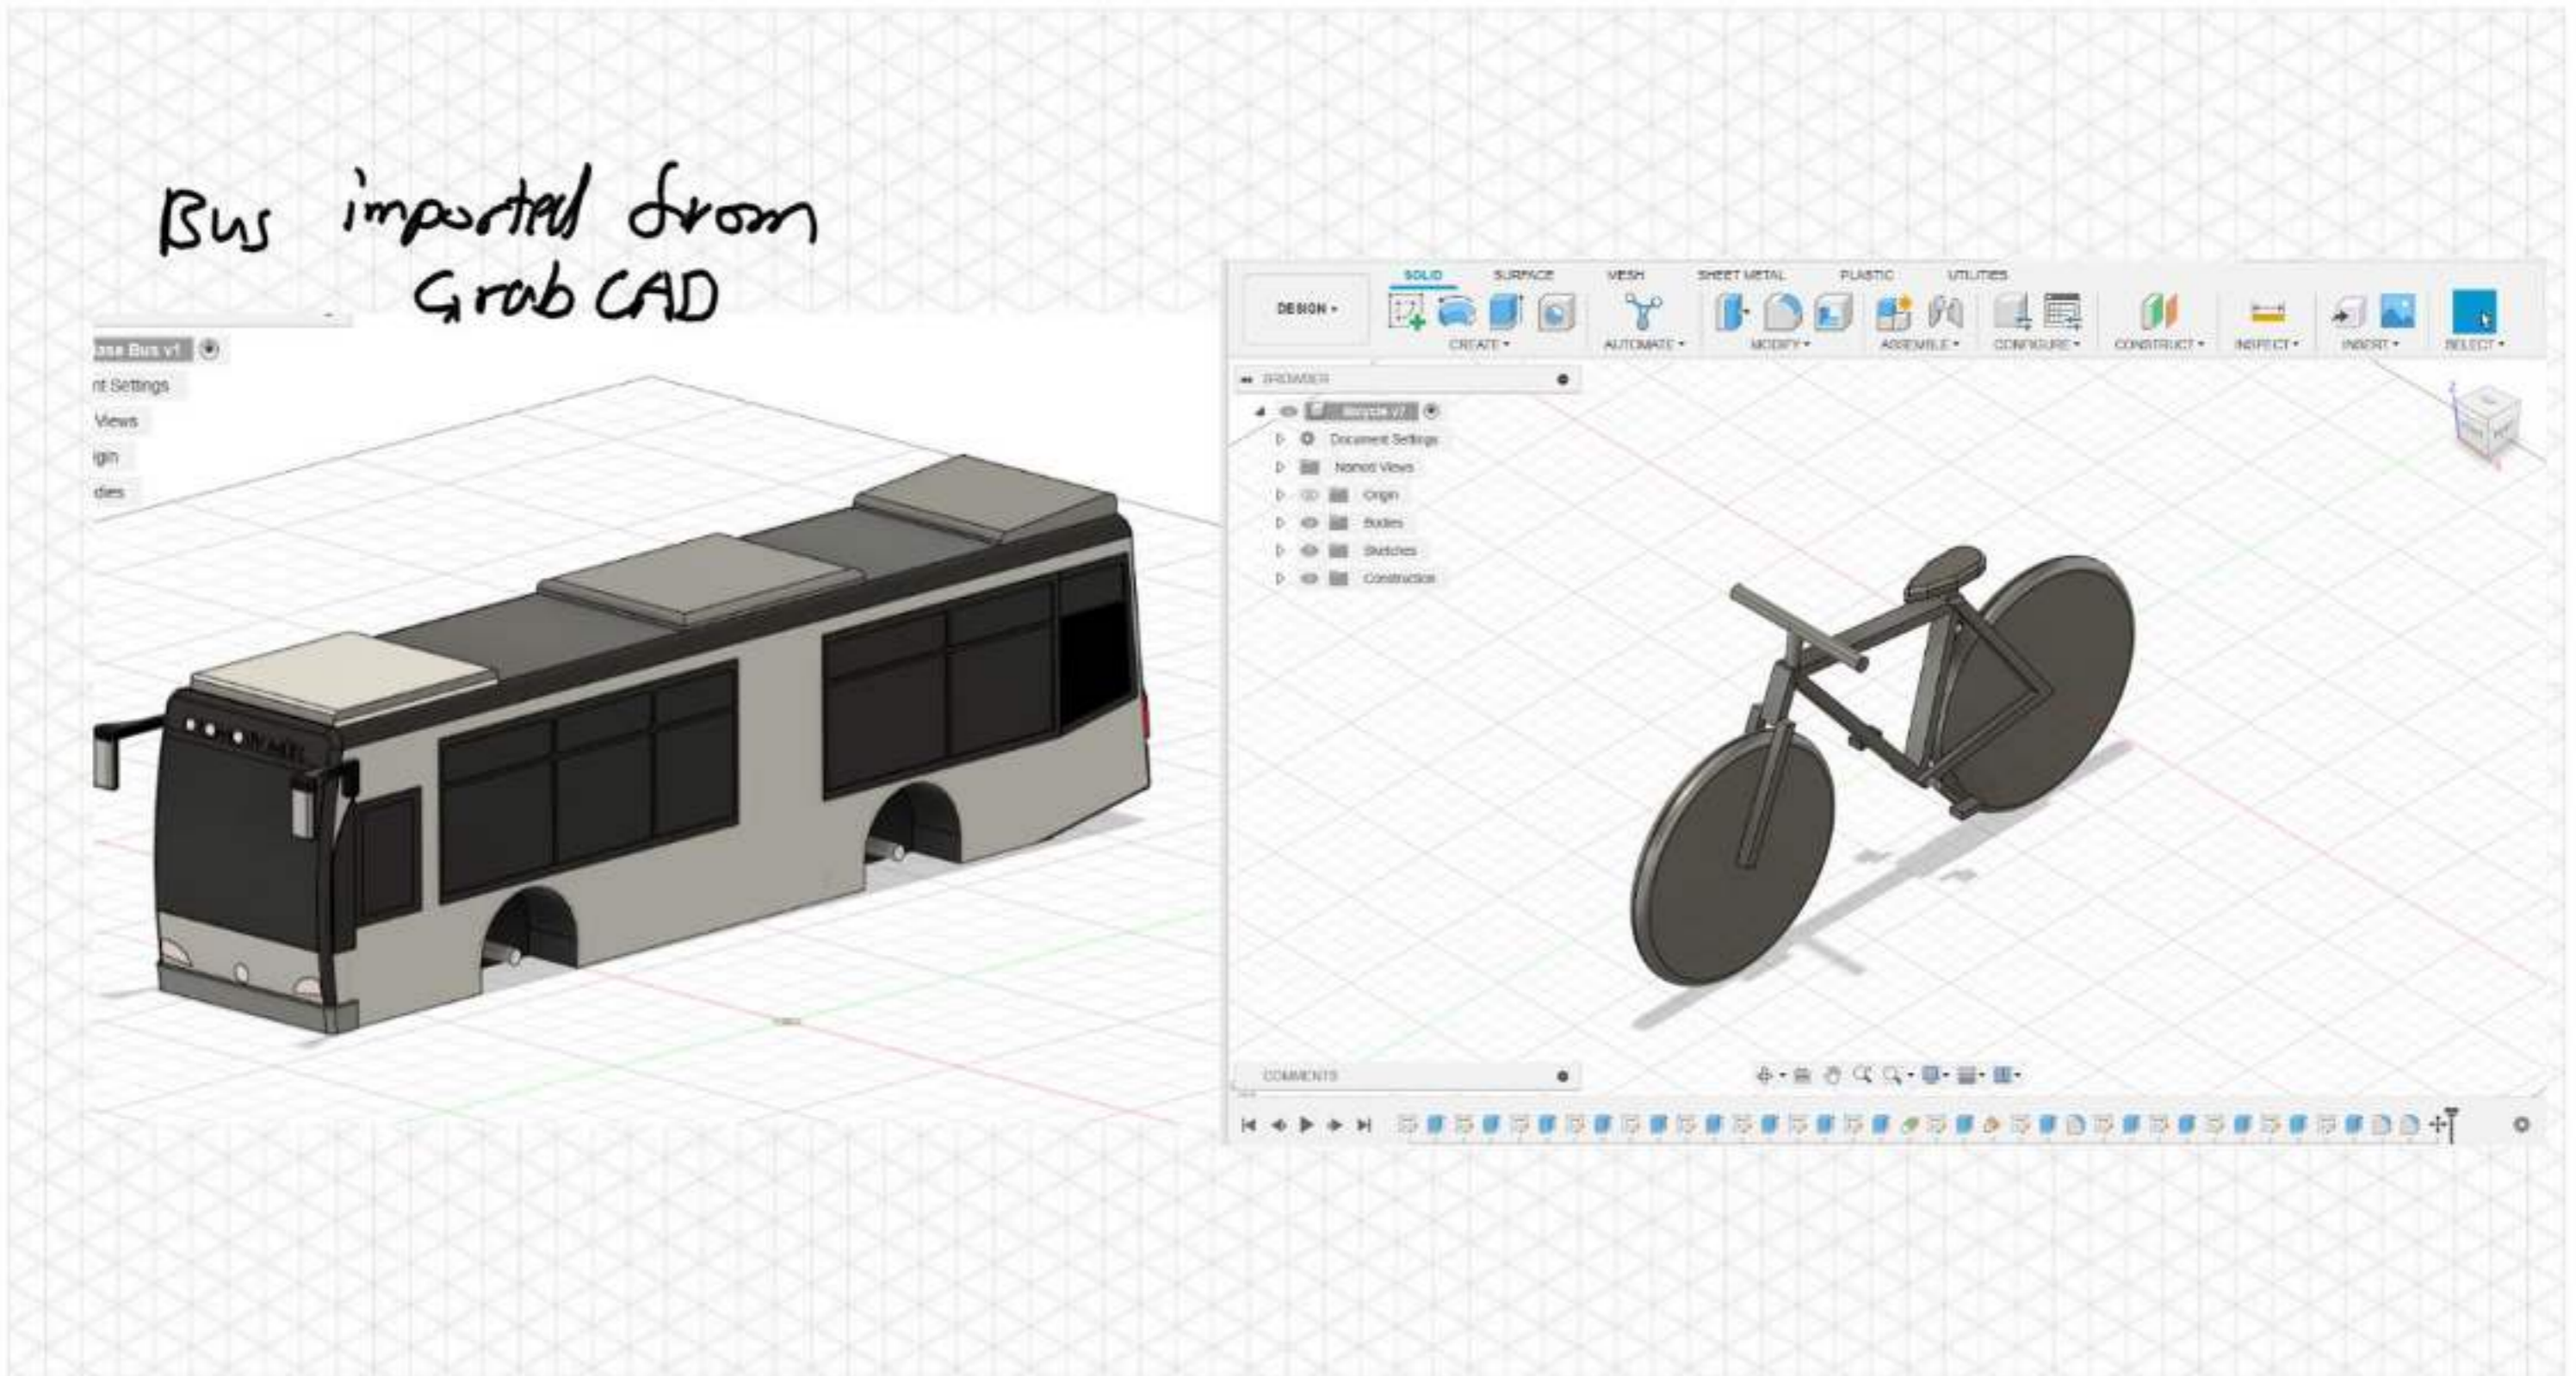 Bus imported from
Grab CAD
ase Bus v1
nt Settings
Views
igin
dies
SOLID SURFACE MESH SHEET METAL PLASTIC UTILITIES
DESIGN
CREATE AUTOMATE MODIFY ASSEMBLE CONFIGURE CONSTRUCT INSPECT INSERT SELECT
BROWSER
Document Settings
Named Views
Origin
Bodies
Sketches
Construction
COMMENTS